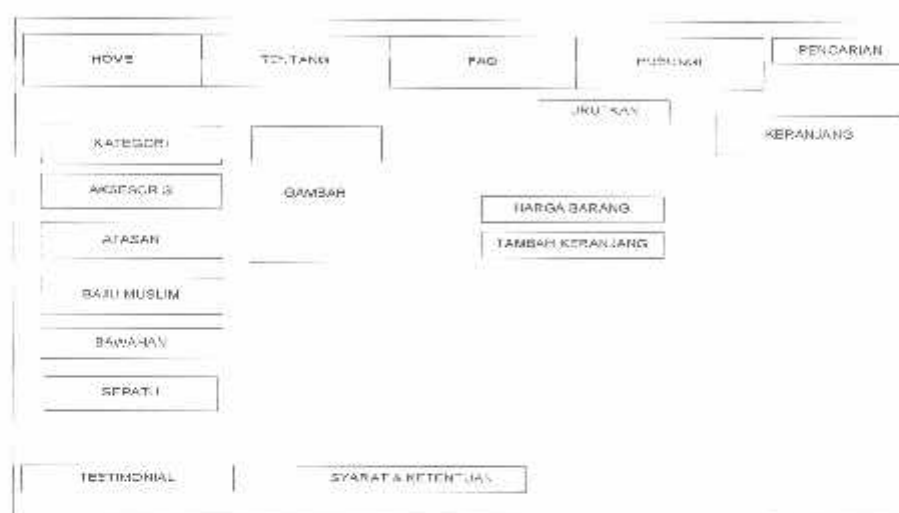 HOME
TENTANG
FAQ
HUBUNGI
PENCARIAN
URUTKAN
KERANJANG
KATEGORI
AKSESORIS
GAMBAR
HARGA BARANG
ATASAN
TAMBAH KERANJANG
BAJU MUSLIM
BAWAHAN
SEPATU
TESTIMONIAL
SYARAT & KETENTUAN